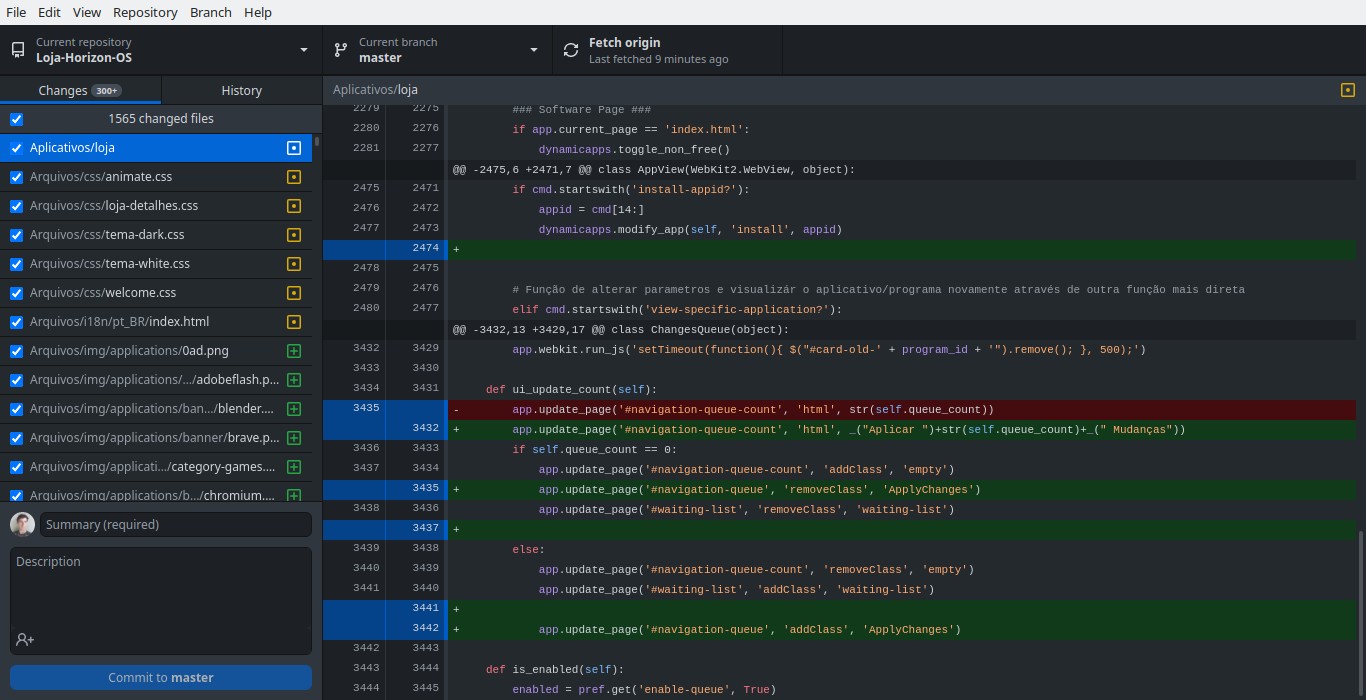 File Edit View Repository Branch Help
Current repository
Loja-Horizon-OS
Current branch
master
Fetch origin
Last fetched 9 minutes ago
Changes 300+
History
1565 changed files
Aplicativos/loja
Arquivos/css/animate.css
Arquivos/css/loja-detalhes.css
Arquivos/css/tema-dark.css
Arquivos/css/tema-white.css
Arquivos/css/welcome.css
Arquivos/i18n/pt_BR/index.html
Arquivos/img/applications/0ad.png
Arquivos/img/applications/.../adobeflash.p...
Arquivos/img/applications/ban.../blender....
Arquivos/img/applications/banner/brave.p...
Arquivos/img/applicati.../category-games....
Arquivos/img/applications/b.../chromium....
Summary (required)
Description
Commit to master
Aplicativos/loja
2279 2275 ### Software Page ###
2280 2276 if app.current_page == 'index.html':
2281 2277 dynamicapps.toggle_non_free()
@@ -2475,6 +2471,7 @@ class AppView(WebKit2.WebView, object):
2475 2471 if cmd.startswith('install-appid?'):
2476 2472 appid = cmd[14:]
2477 2473 dynamicapps.modify_app(self, 'install', appid)
2474 +
2478 2475
2479 2476 # Função de alterar parametros e visualizár o aplicativo/programa novamente através de outra função mais direta
2480 2477 elif cmd.startswith('view-specific-application?'):
@@ -3432,13 +3429,17 @@ class ChangesQueue(object):
3432 3429 app.webkit.run_js('setTimeout(function(){ $("#card-old-' + program_id + '").remove(); }, 500);')
3433 3430
3434 3431 def ui_update_count(self):
3435 - app.update_page('#navigation-queue-count', 'html', str(self.queue_count))
3432 + app.update_page('#navigation-queue-count', 'html', _("Aplicar ")+str(self.queue_count)+_(" Mudanças"))
3436 3433 if self.queue_count == 0:
3437 3434 app.update_page('#navigation-queue-count', 'addClass', 'empty')
3435 + app.update_page('#navigation-queue', 'removeClass', 'ApplyChanges')
3438 3436 app.update_page('#waiting-list', 'removeClass', 'waiting-list')
3437 +
3439 3438 else:
3440 3439 app.update_page('#navigation-queue-count', 'removeClass', 'empty')
3441 3440 app.update_page('#waiting-list', 'addClass', 'waiting-list')
3441 +
3442 + app.update_page('#navigation-queue', 'addClass', 'ApplyChanges')
3442 3443
3443 3444 def is_enabled(self):
3444 3445 enabled = pref.get('enable-queue', True)